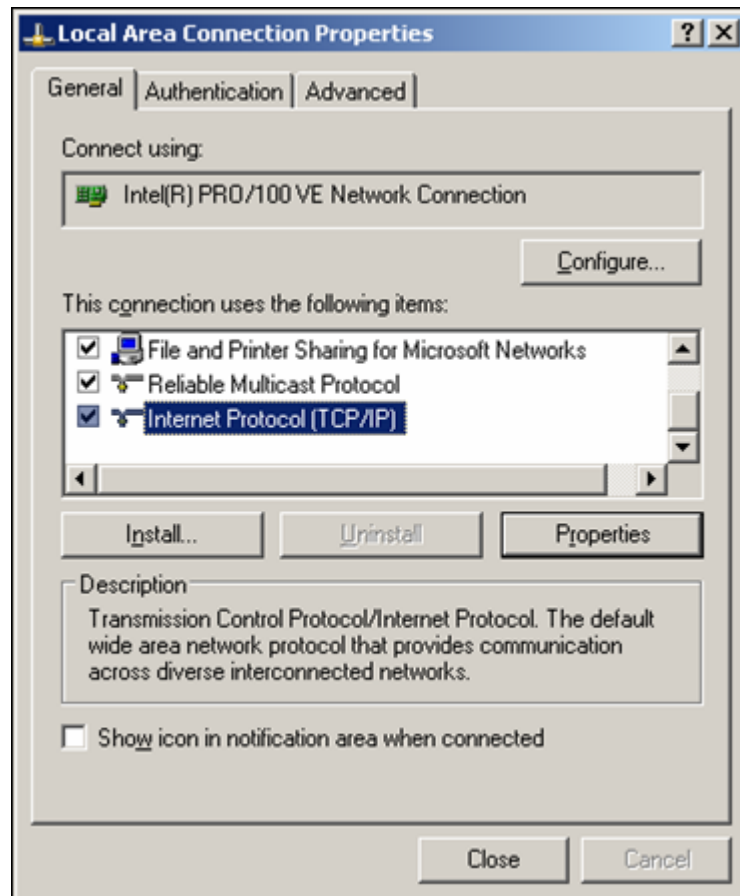 Local Area Connection Properties
General Authentication Advanced
Connect using:
Intel(R) PRO/100 VE Network Connection
Configure...
This connection uses the following items:
File and Printer Sharing for Microsoft Networks
Reliable Multicast Protocol
Internet Protocol (TCP/IP)
Install... Uninstall Properties
Description
Transmission Control Protocol/Internet Protocol. The default
wide area network protocol that provides communication
across diverse interconnected networks.
Show icon in notification area when connected
Close Cancel